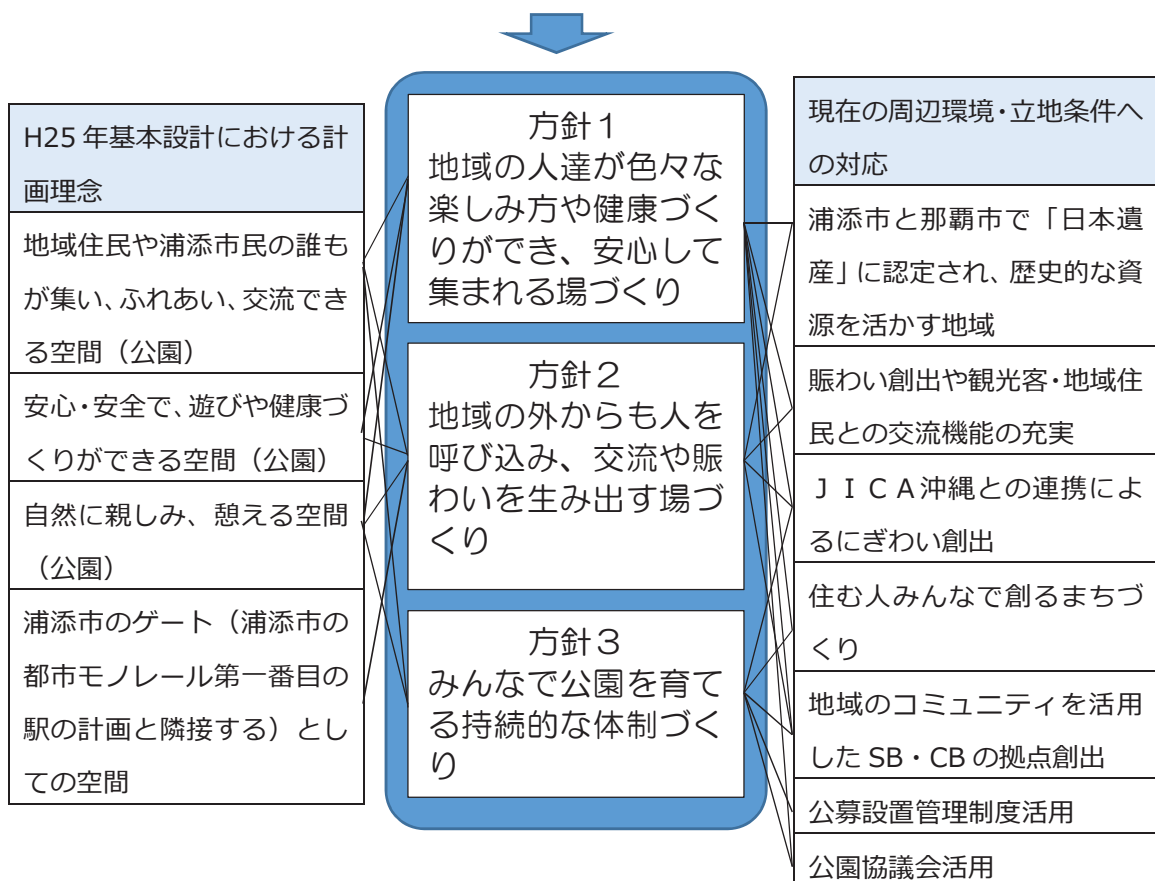 H25 年基本設計における計
画理念
地域住民や浦添市民の誰も
が集い、ふれあい、交流でき
る空間（公園）
安心・安全で、遊びや健康づ
くりができる空間（公園）
自然に親しみ、憩える空間
（公園）
浦添市のゲート（浦添市の
都市モノレール第一番目の
駅の計画と隣接する）とし
ての空間
方針１
地域の人達が色々な
楽しみ方や健康づく
りができ、安心して
集まれる場づくり
方針２
地域の外からも人を
呼び込み、交流や賑
わいを生み出す場づ
くり
方針３
みんなで公園を育て
る持続的な体制づく
り
現在の周辺環境・立地条件へ
の対応
浦添市と那覇市で「日本遺
産」に認定され、歴史的な資
源を活かす地域
賑わい創出や観光客・地域住
民との交流機能の充実
ＪＩＣＡ沖縄との連携によ
るにぎわい創出
住む人みんなで創るまちづ
くり
地域のコミュニティを活用
した SB・CB の拠点創出
公募設置管理制度活用
公園協議会活用